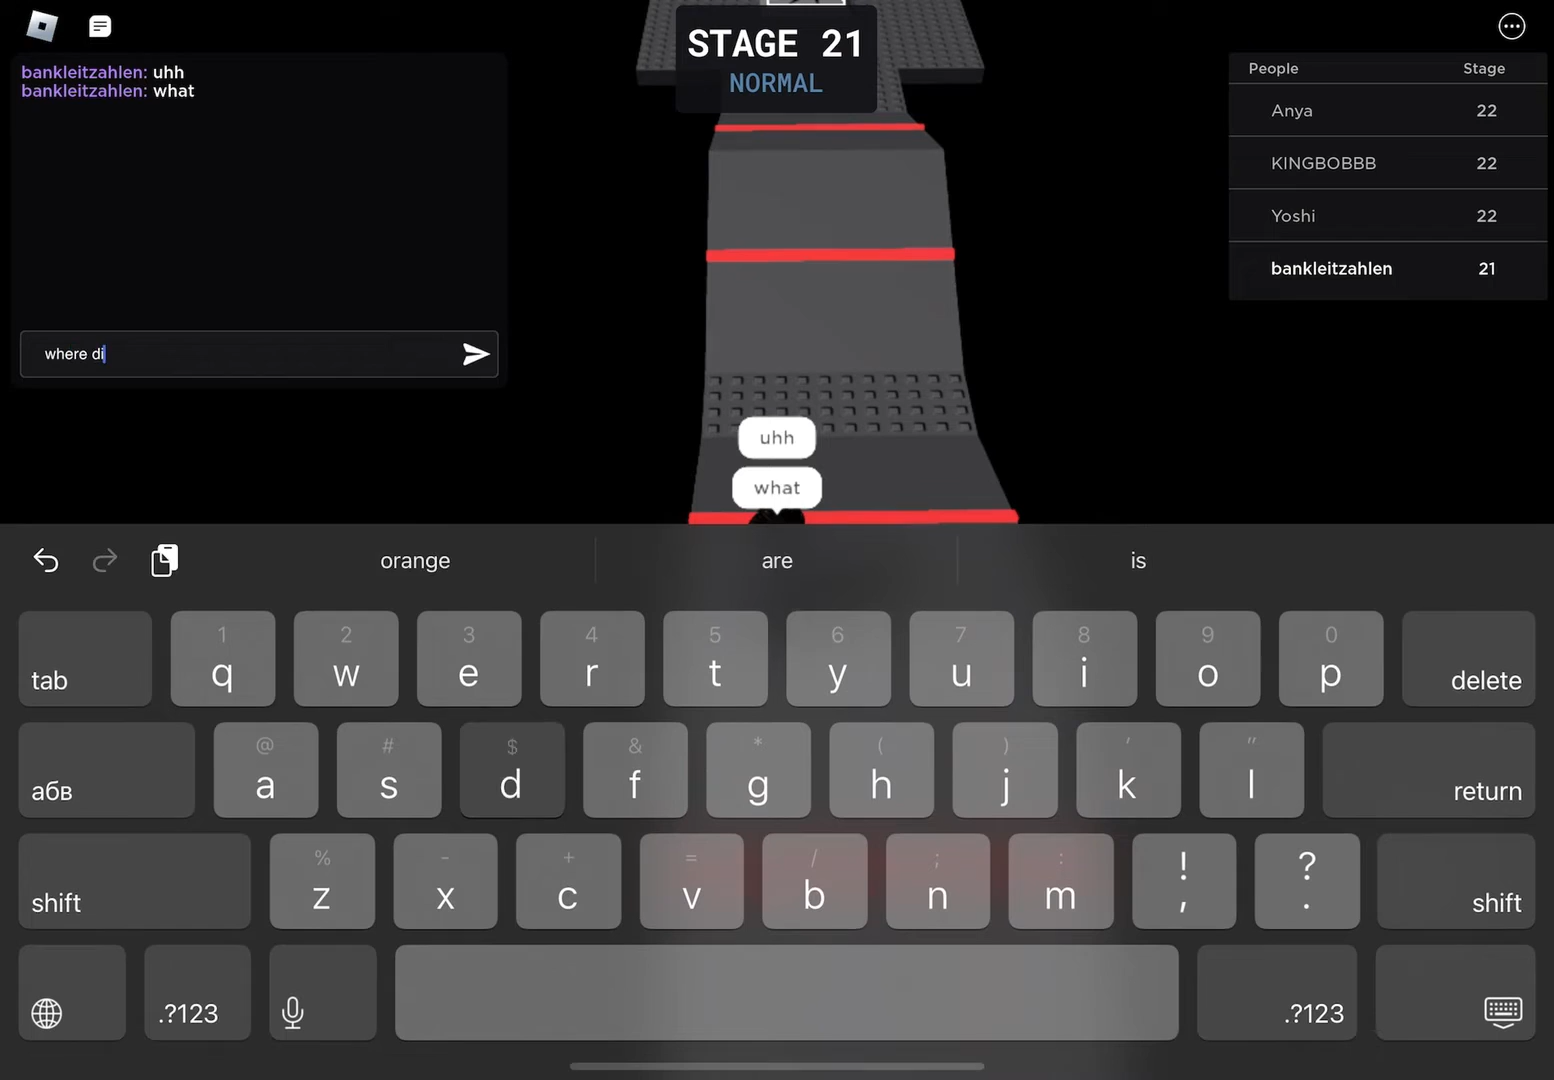 STAGE 21
NORMAL
bankleitzahlen: uhh
bankleitzahlen: what
where di
People Stage
Anya 22
KINGBOBBB 22
Yoshi 22
bankleitzahlen 21
uhh
what
orange are is
1 2 3 4 5 6 7 8 9 0
tab q w e r t y u i o p delete
@ # $ & * ( ) ' "
абв a s d f g h j k l return
% - + = / ; : ! ?
shift z x c v b n m , . shift
.?123 .?123